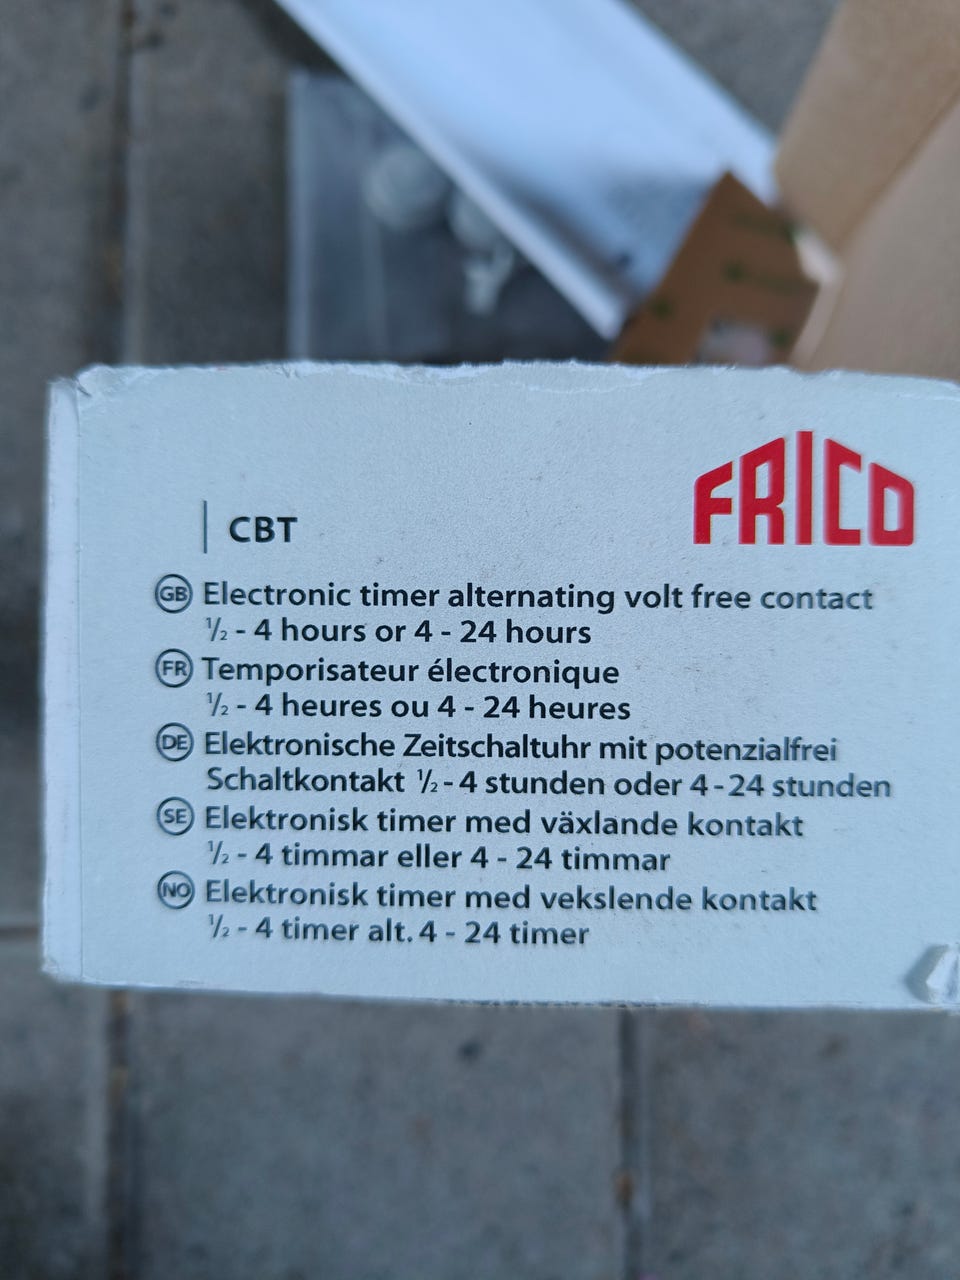 FRICO
CBT
GB Electronic timer alternating volt free contact
½ - 4 hours or 4 - 24 hours
FR Temporisateur électronique
½ - 4 heures ou 4 - 24 heures
DE Elektronische Zeitschaltuhr mit potenzialfrei
Schaltkontakt ½ - 4 stunden oder 4 - 24 stunden
SE Elektronisk timer med växlande kontakt
½ - 4 timmar eller 4 - 24 timmar
NO Elektronisk timer med vekslende kontakt
½ - 4 timer alt. 4 - 24 timer